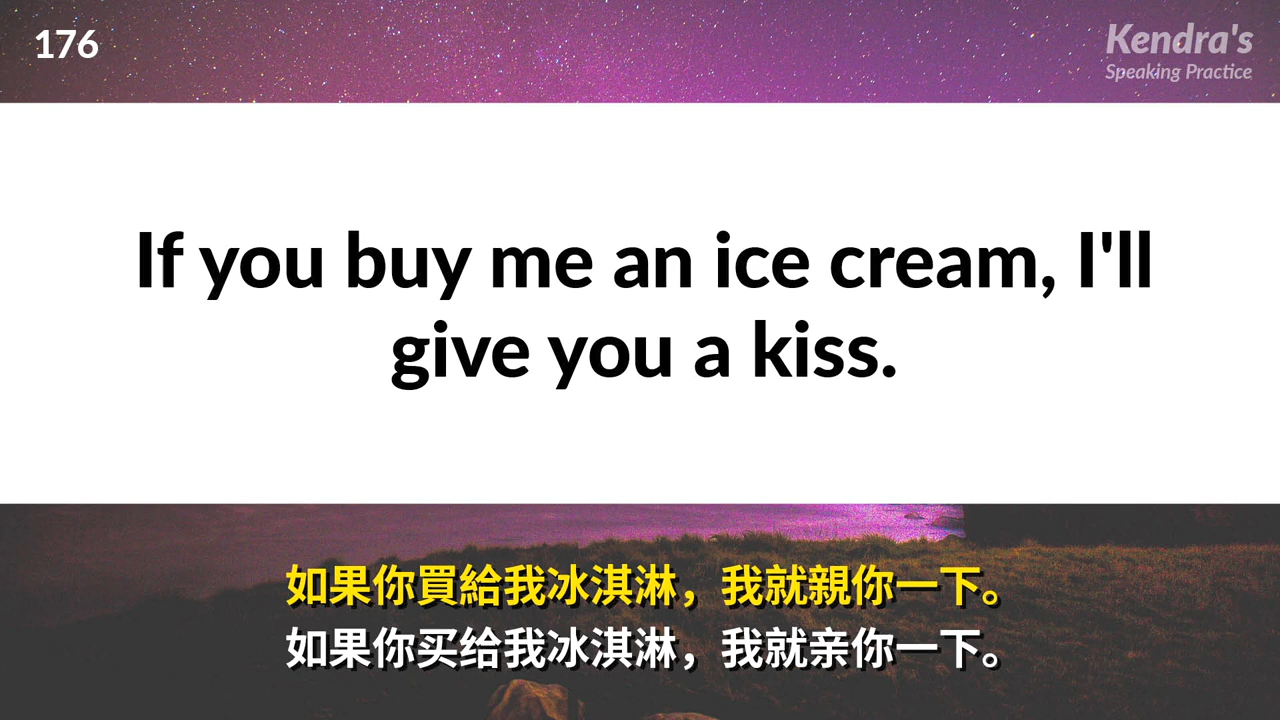 176
Kendra's
Speaking Practice
If you buy me an ice cream, I'll
give you a kiss.
如果你買給我冰淇淋，我就親你一下。
如果你买给我冰淇淋，我就亲你一下。